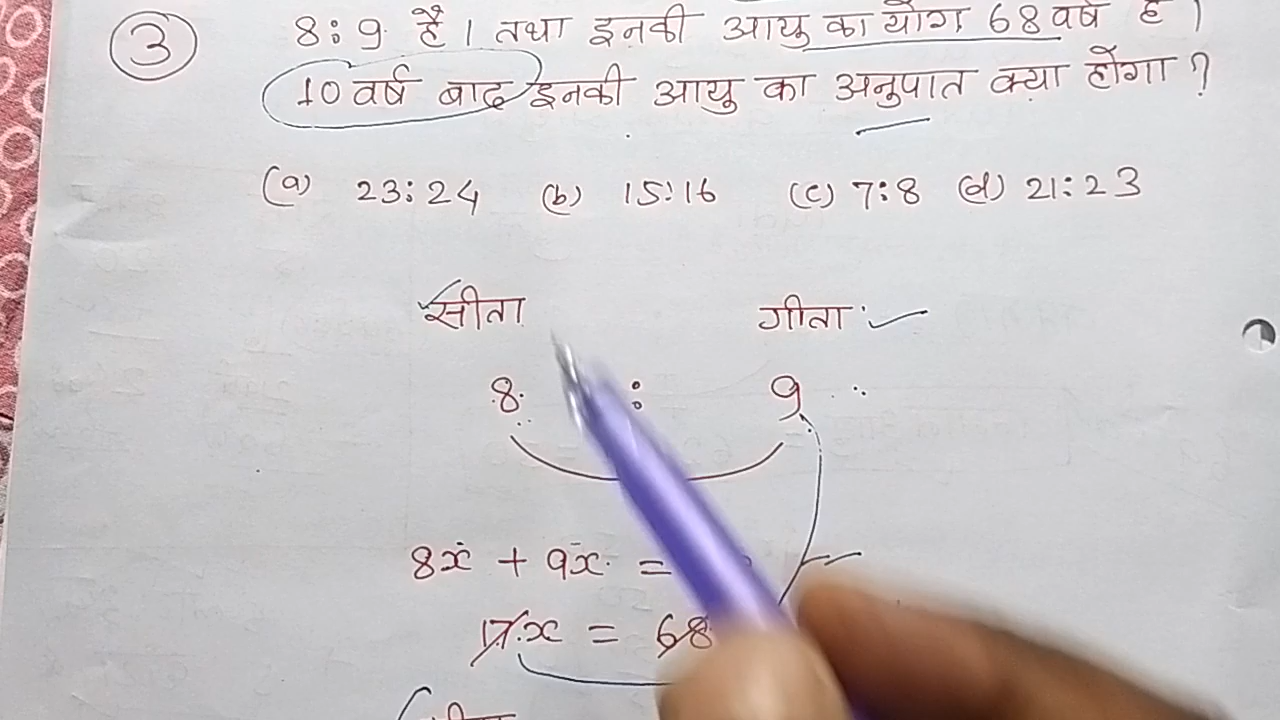 ③ 8:9 है। तथा इनकी आयु का योग 68 वर्ष है।
10 वर्ष बाद इनकी आयु का अनुपात क्या होगा?
(a) 23:24 (b) 15:16 (c) 7:8 (d) 21:23
सीता गीता
8 : 9
8x + 9x =
17x = 68